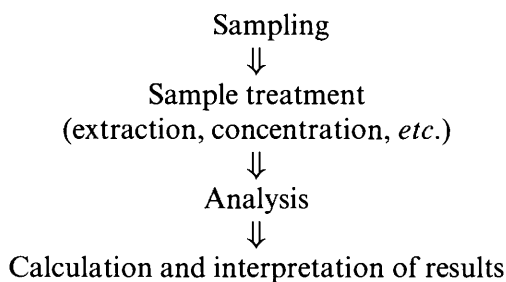 Sampling
⇓
Sample treatment
(extraction, concentration, etc.)
⇓
Analysis
⇓
Calculation and interpretation of results